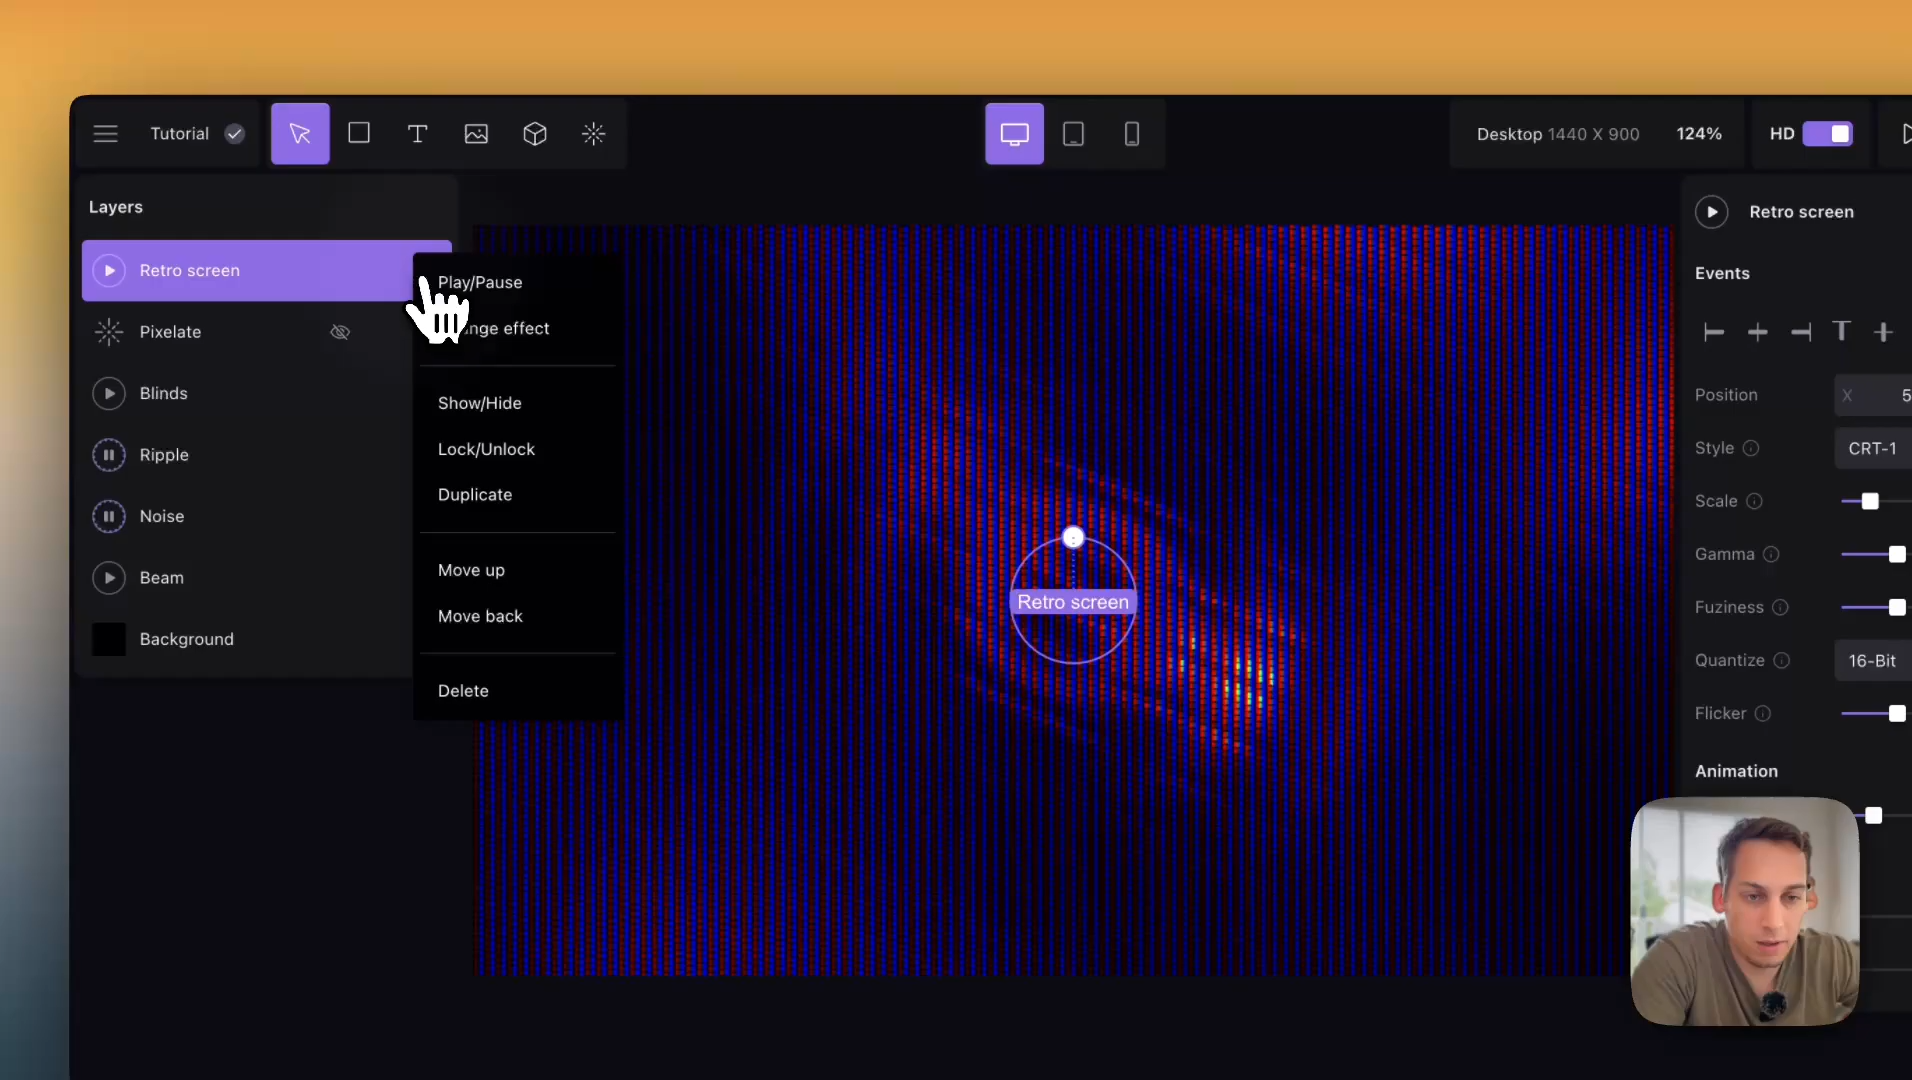 Tutorial
Desktop 1440 X 900 124% HD
Layers
Retro screen
Pixelate
Blinds
Ripple
Noise
Beam
Background
Play/Pause
nge effect
Show/Hide
Lock/Unlock
Duplicate
Move up
Move back
Delete
Retro screen
Retro screen
Events
Position X 5
Style CRT-1
Scale
Gamma
Fuziness
Quantize 16-Bit
Flicker
Animation